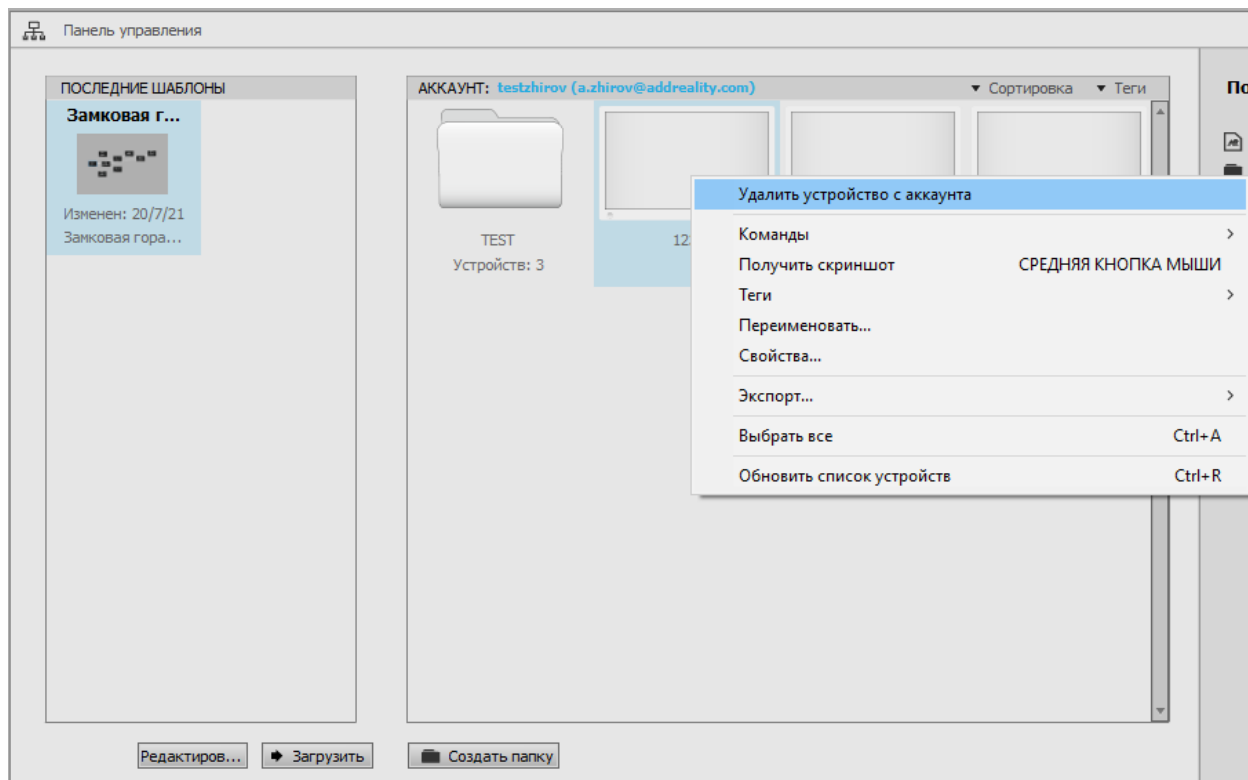 Панель управления
ПОСЛЕДНИЕ ШАБЛОНЫ
Замковая г...
Изменен: 20/7/21
Замковая гора...
АККАУНТ: testzhirov (a.zhirov@addreality.com)
Сортировка
Теги
TEST
Устройств: 3
Удалить устройство с аккаунта
Команды
Получить скриншот СРЕДНЯЯ КНОПКА МЫШИ
Теги
Переименовать...
Свойства...
Экспорт...
Выбрать все Ctrl+A
Обновить список устройств Ctrl+R
Редактиров...
Загрузить
Создать папку